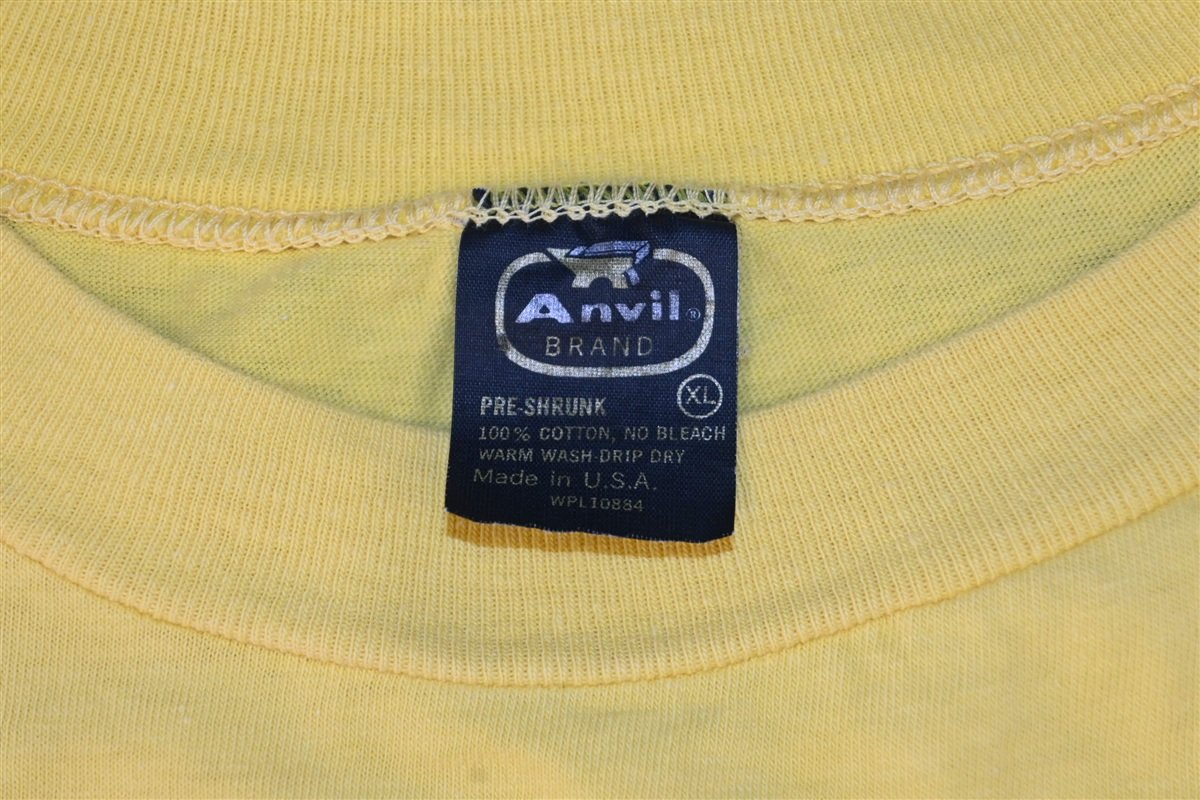 Anvil®
BRAND
XL
PRE-SHRUNK
100% COTTON, NO BLEACH
WARM WASH-DRIP DRY
Made in U.S.A.
WPL10884